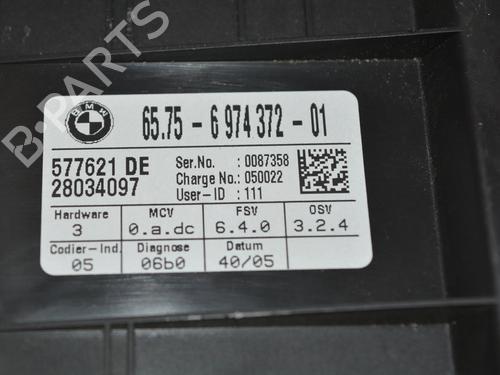 BMW
65.75 - 6 974 372 - 01
577621 DE
28034097
Ser.No. : 0087358
Charge No.: 050022
User-ID : 111
Hardware MCV FSV OSV
3 0.a.dc 6.4.0 3.2.4
Codier-Ind. Diagnose Datum
05 06b0 40/05
B-PARTS